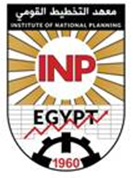 معهد التخطيط القومي
INSTITUTE OF NATIONAL PLANNING
INP
EGYPT
1960